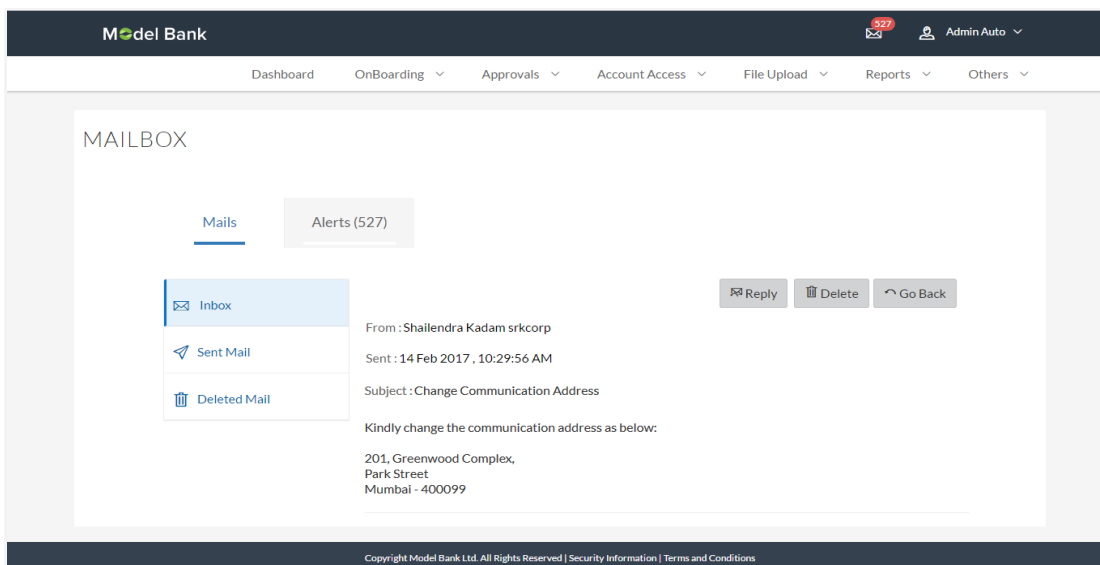 Model Bank
527
Admin Auto
Dashboard OnBoarding Approvals Account Access File Upload Reports Others
MAILBOX
Mails Alerts (527)
Reply Delete Go Back
Inbox
From : Shailendra Kadam srkcorp
Sent Mail
Sent : 14 Feb 2017 , 10:29:56 AM
Subject : Change Communication Address
Deleted Mail
Kindly change the communication address as below:
201, Greenwood Complex,
Park Street
Mumbai - 400099
Copyright Model Bank Ltd. All Rights Reserved | Security Information | Terms and Conditions